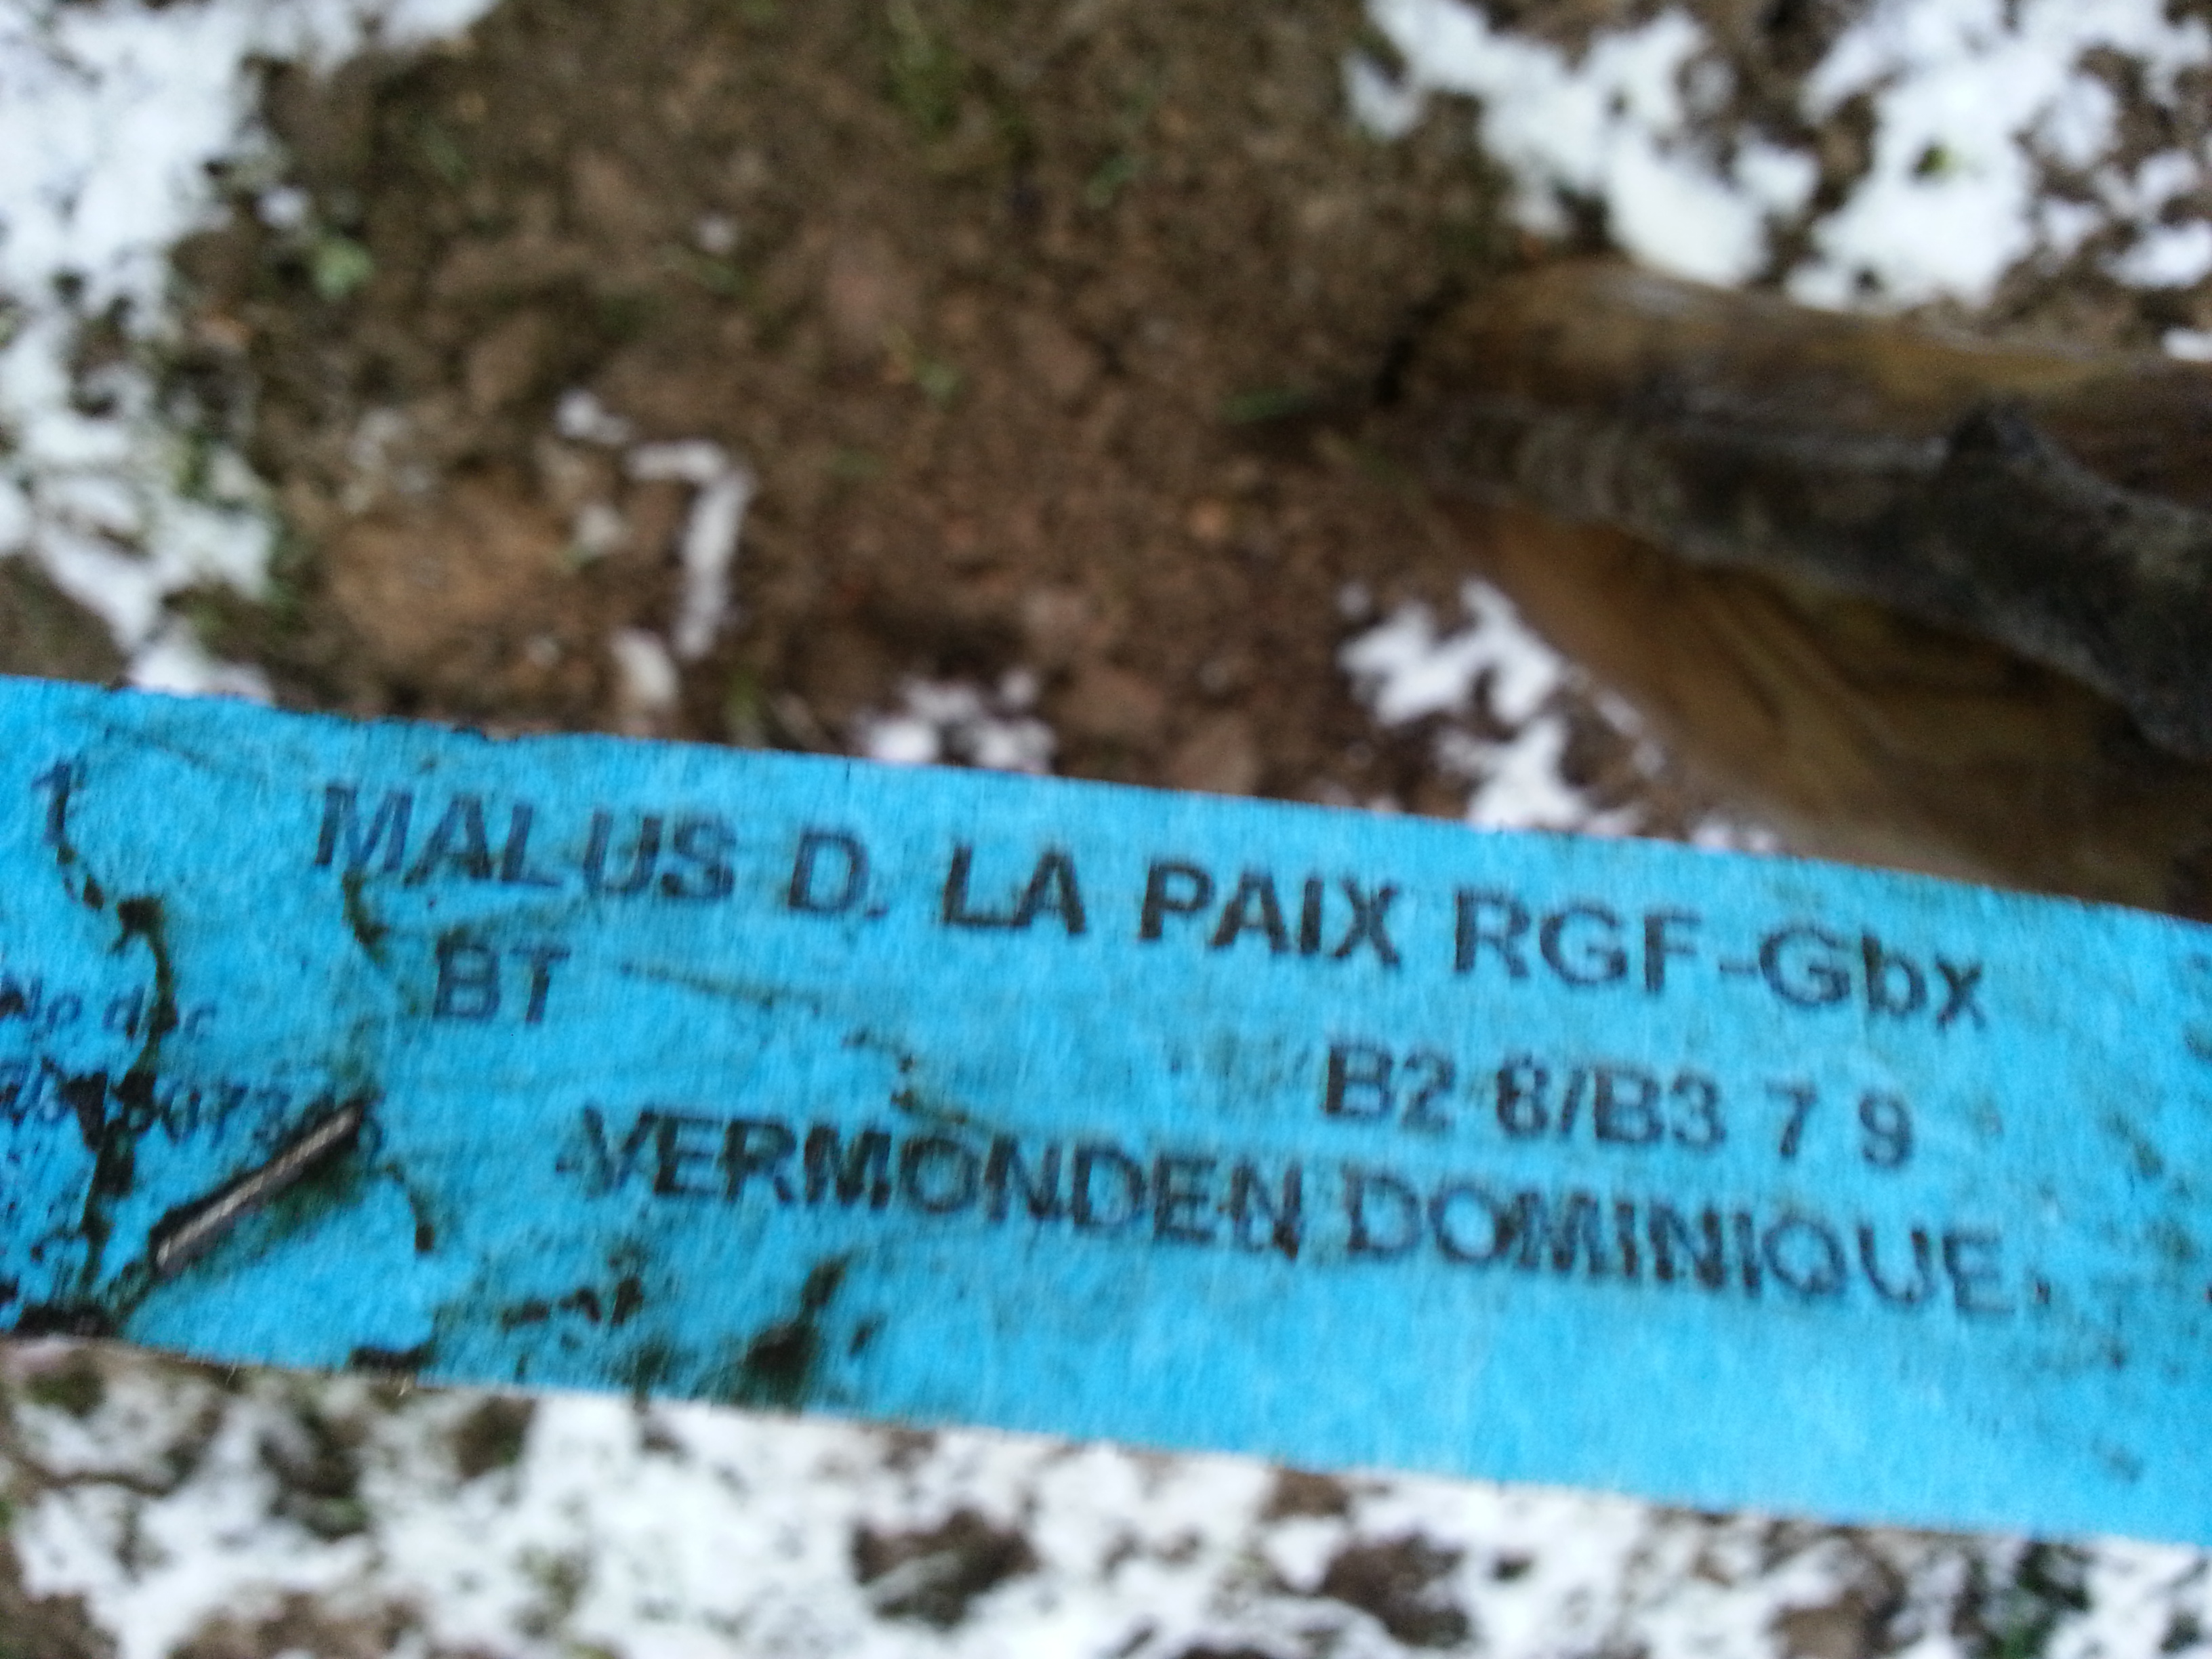 MALUS D. LA PAIX RGF-Gbx
BT
B2 8/B3 7 9
VERMONDEN DOMINIQUE.